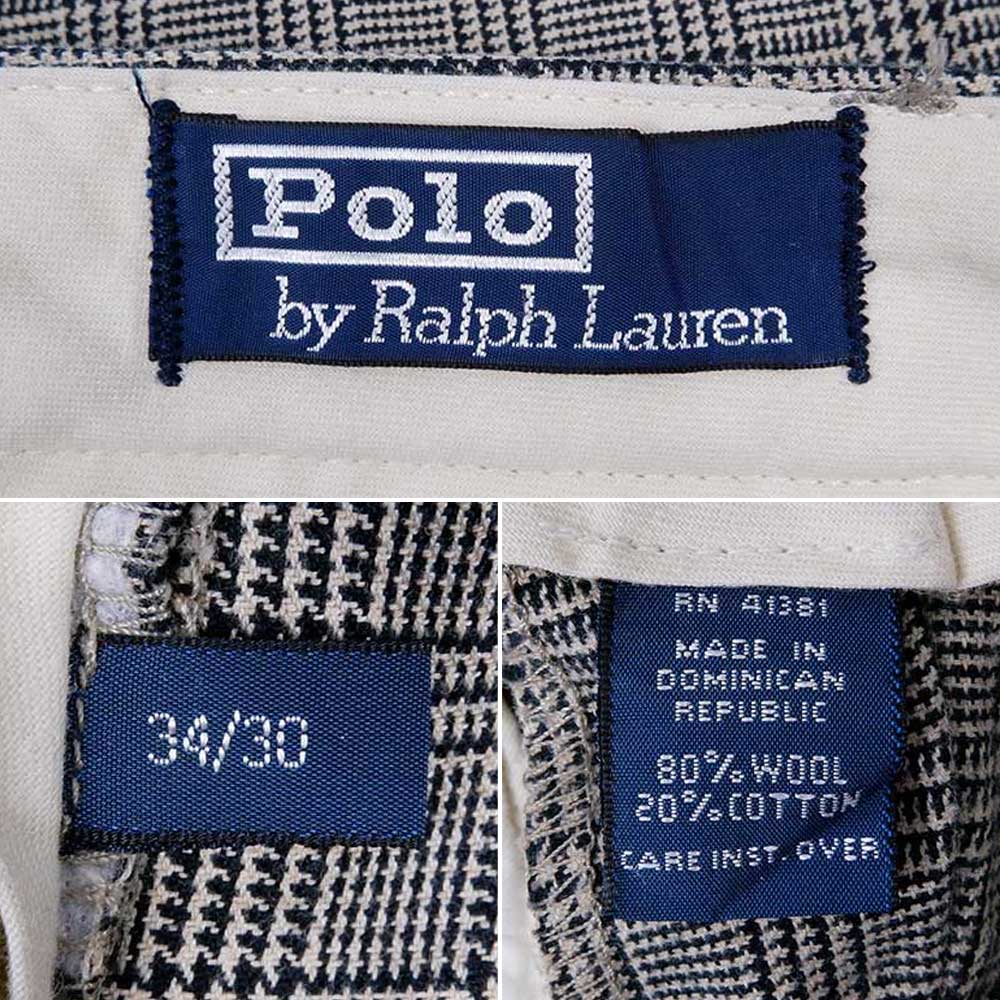 Polo
by Ralph Lauren
34/30
RN 41381
MADE IN
DOMINICAN
REPUBLIC
80% WOOL
20% COTTON
CARE INST. OVER